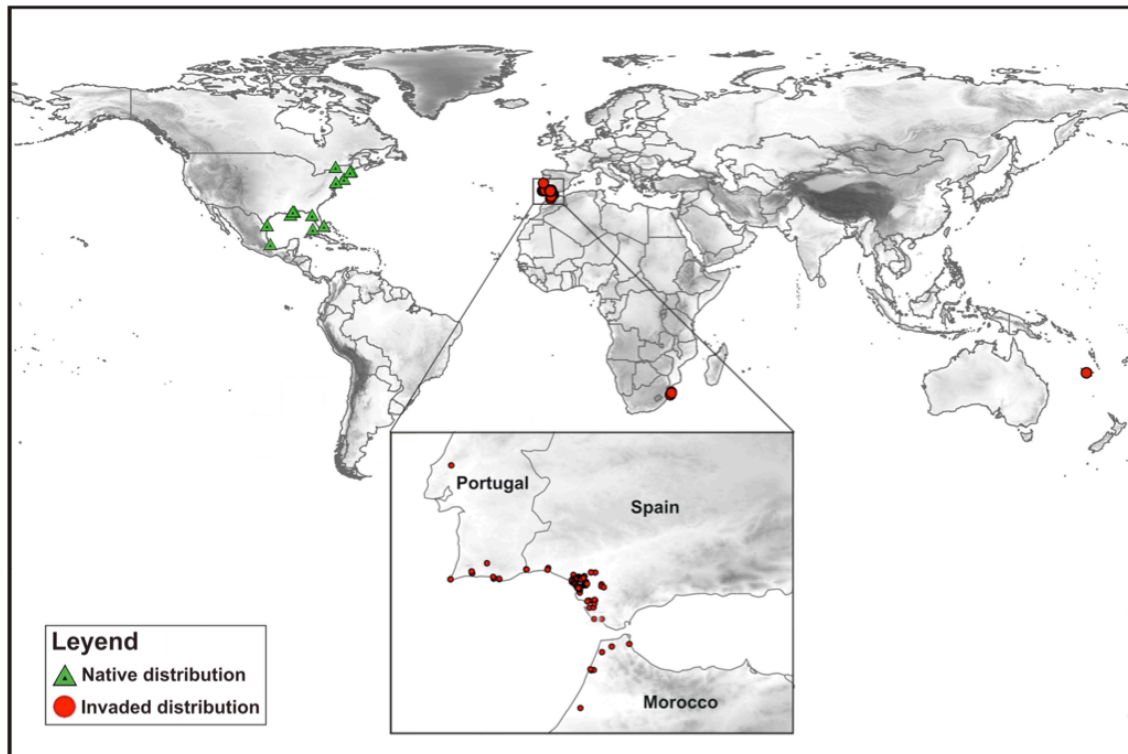 Portugal
Spain
Morocco
Leyend
Native distribution
Invaded distribution